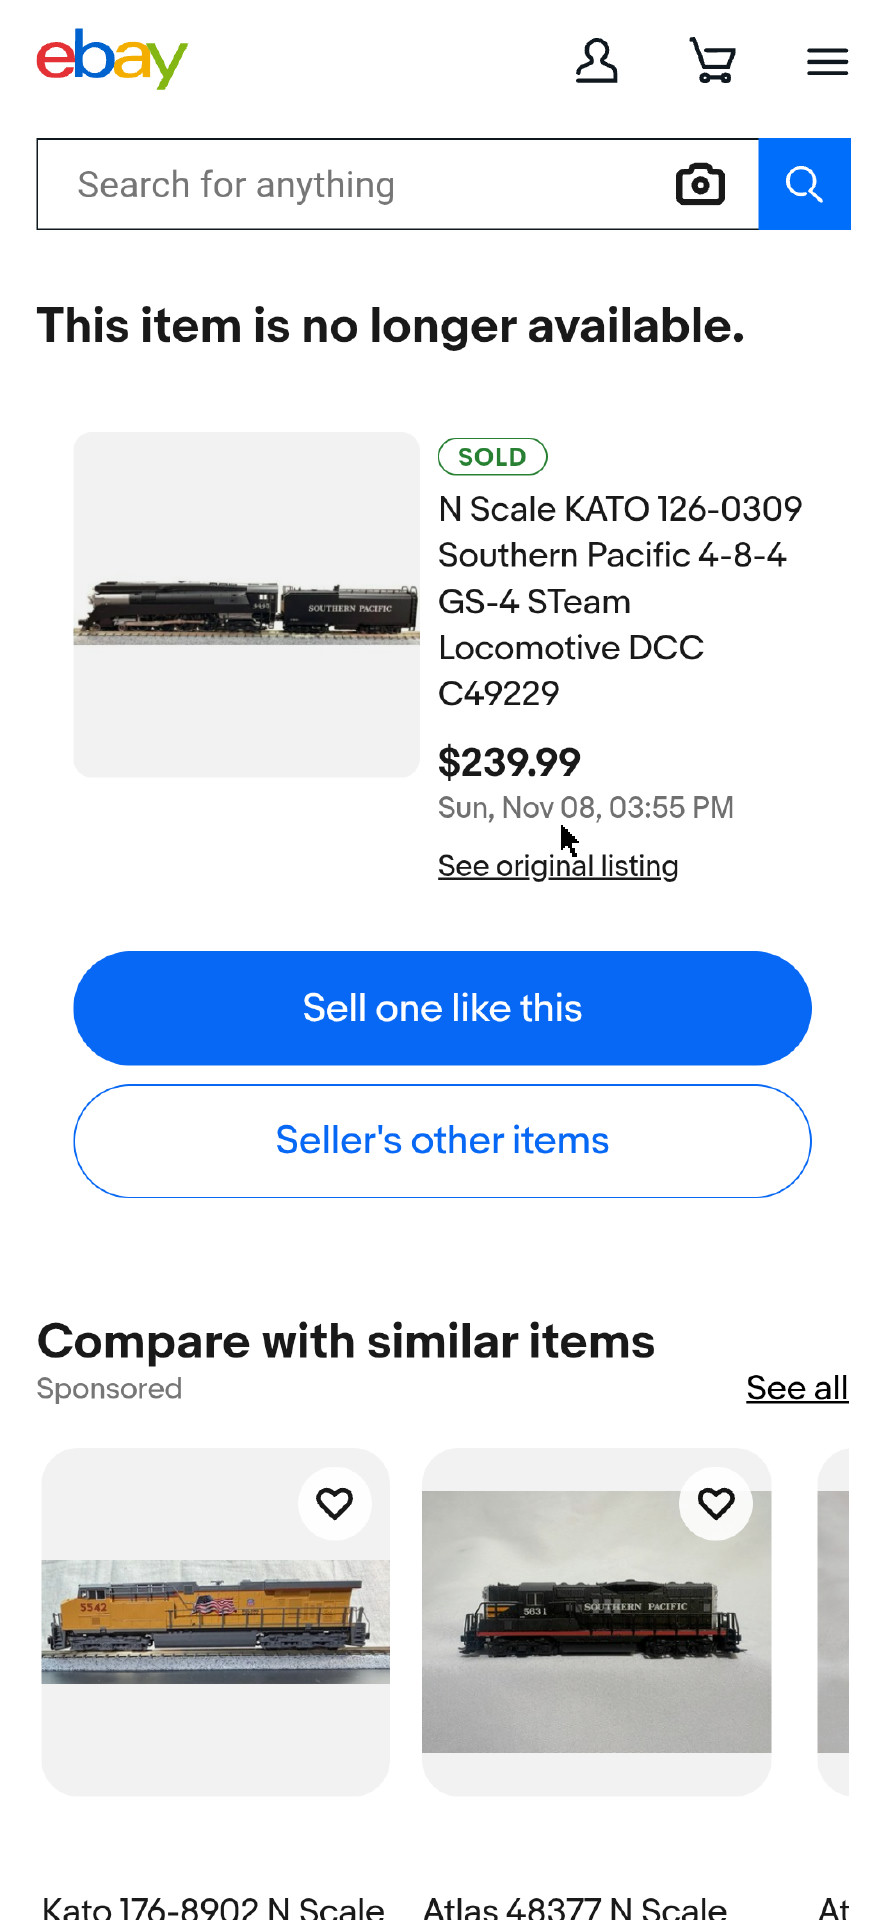 ebay
Search for anything
This item is no longer available.
SOLD
N Scale KATO 126-0309
Southern Pacific 4-8-4
GS-4 STeam
Locomotive DCC
C49229
$239.99
Sun, Nov 08, 03:55 PM
See original listing
SOUTHERN PACIFIC
Sell one like this
Seller's other items
Compare with similar items
Sponsored
See all
5542
5631
SOUTHERN PACIFIC
Kato 176-8902 N Scale
Atlas 48377 N Scale
At